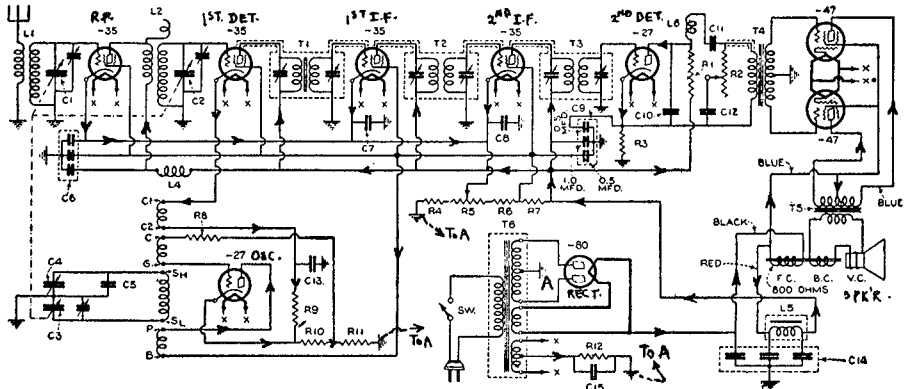 R.F. 1ST. DET. 1ST I.F. 2ND I.F. 2ND DET.
L2 L6 C11 T4 -47
-35 -35 -35 -35 -27
L1 T1 T2 T3
R1 R2
C1 C2
x x x x x x x x x x
x
x
C9 C10 C12
C7 C8 0.5 MFD. R3
-47
C6 L4 1.0 MFD. 0.5 MFD.
BLUE
C1 R4 R5 R6 R7 T5 BLUE
BLACK
C2 R8 To A T6
C -80 RED
G -27 OSC. C13 A F.C. B.C. V.C.
C4 SH RECT. 800 OHMS SPK'R.
C5 R9 SW.
x x L5
C3 SL R10 R11
P To A x R12 To A C14
B x C15